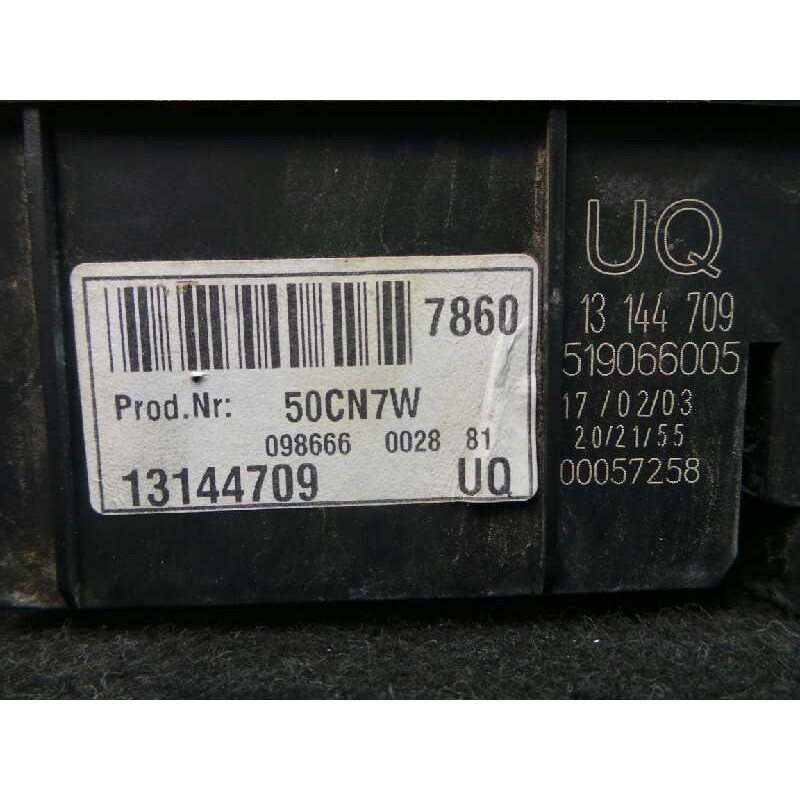 7860
Prod.Nr: 50CN7W
098666 0028 81
13144709 UQ
UQ
13 144 709
519066005
17/02/03
20/21/55
00057258